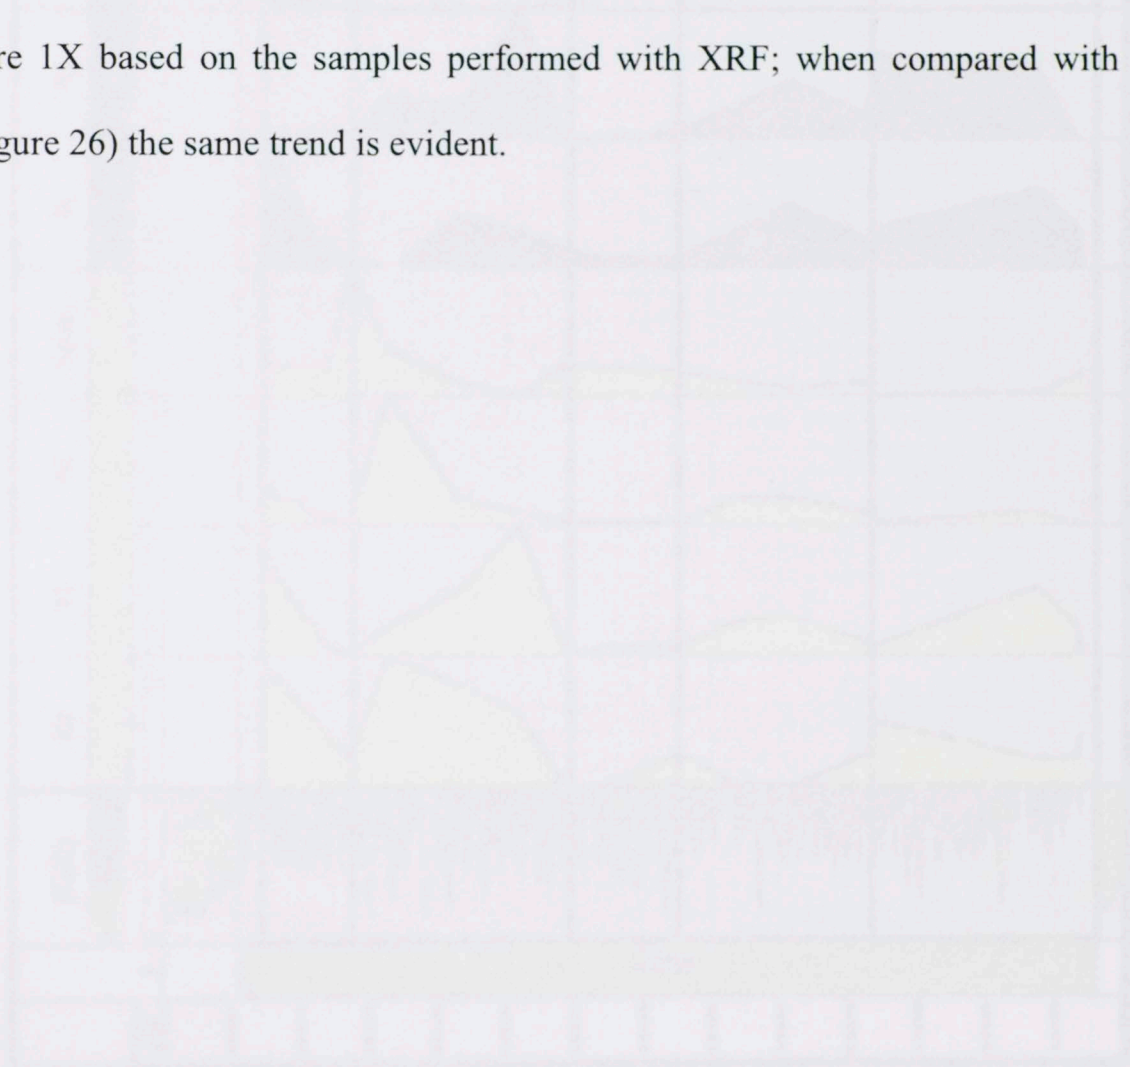 re 1X based on the samples performed with XRF; when compared with
gure 26) the same trend is evident.